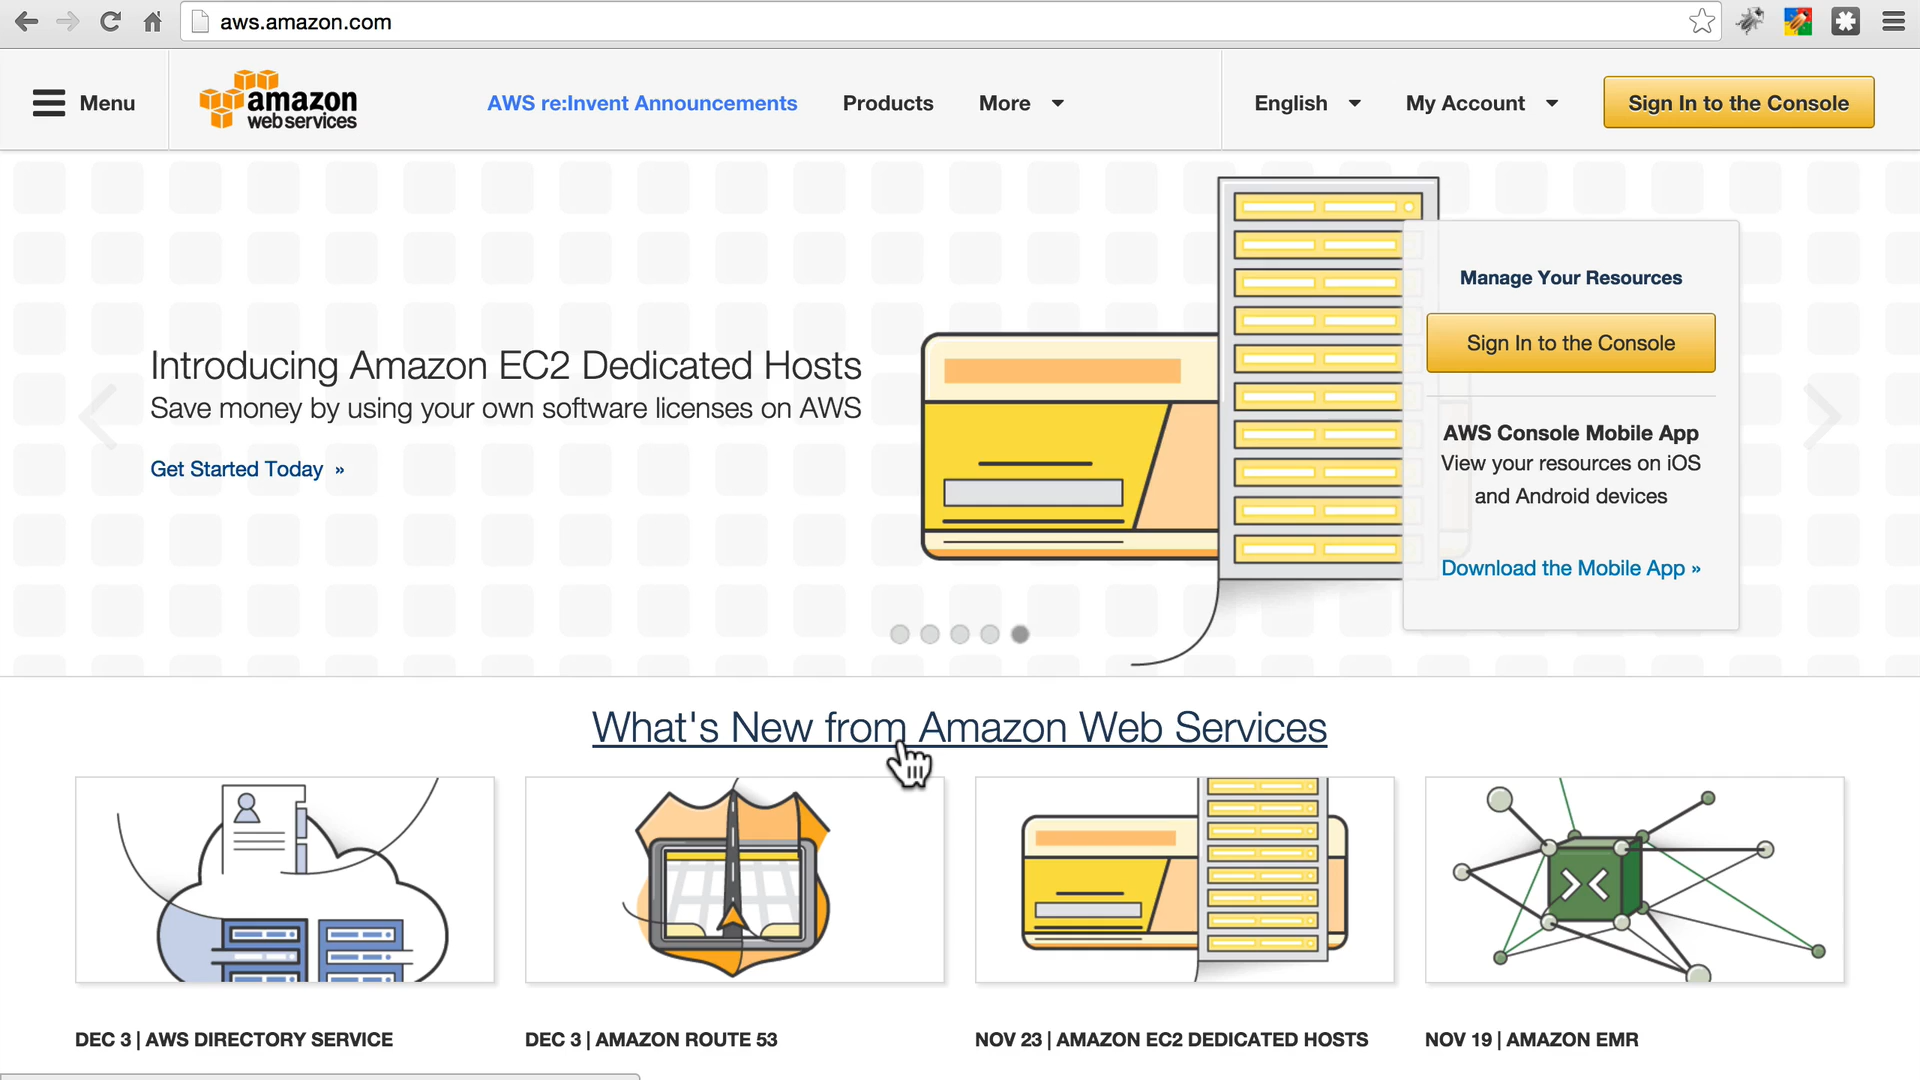 aws.amazon.com
Menu
amazon
webservices
AWS re:Invent Announcements
Products
More
English
My Account
Sign In to the Console
Introducing Amazon EC2 Dedicated Hosts
Save money by using your own software licenses on AWS
Get Started Today »
Manage Your Resources
Sign In to the Console
AWS Console Mobile App
View your resources on iOS
and Android devices
Download the Mobile App »
What's New from Amazon Web Services
DEC 3 | AWS DIRECTORY SERVICE
DEC 3 | AMAZON ROUTE 53
NOV 23 | AMAZON EC2 DEDICATED HOSTS
NOV 19 | AMAZON EMR